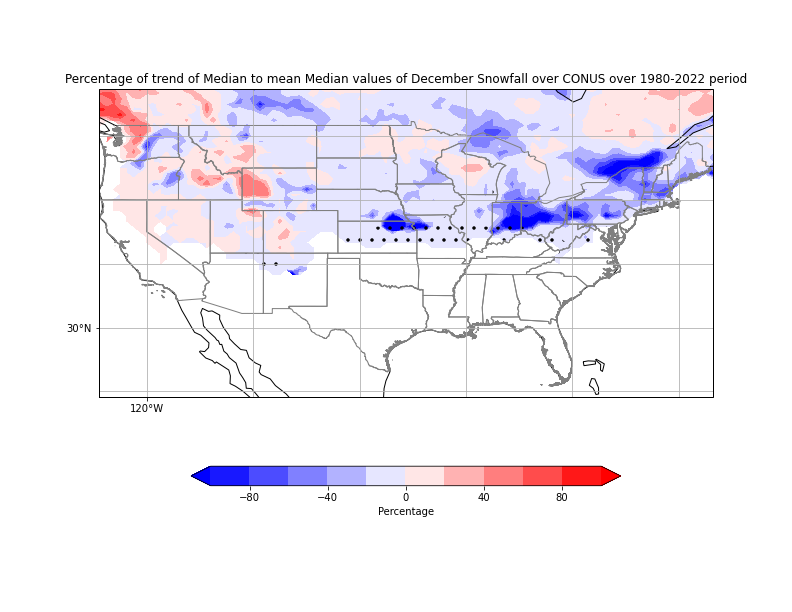 Percentage of trend of Median to mean Median values of December Snowfall over CONUS over 1980-2022 period
30°N
120°W
−80 −40 0 40 80
Percentage